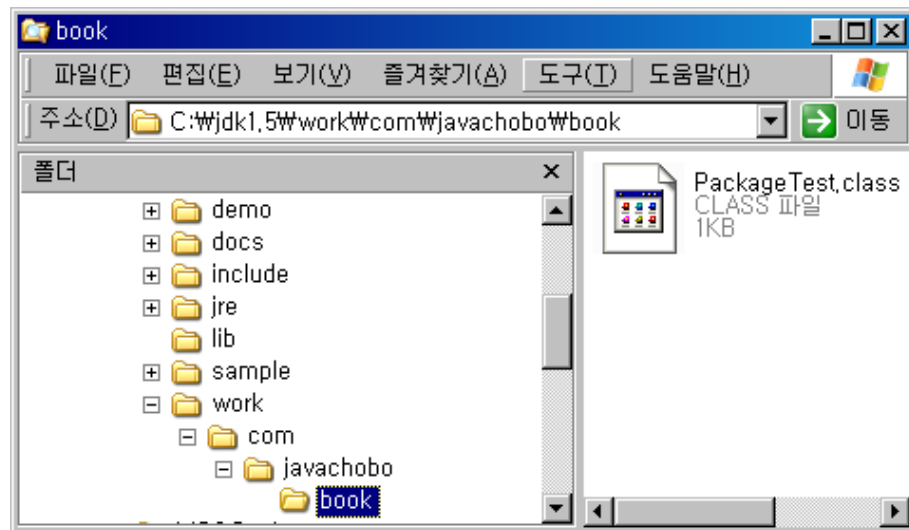 book
파일(F) 편집(E) 보기(V) 즐겨찾기(A) 도구(T) 도움말(H)
주소(D) C:₩jdk1.5₩work₩com₩javachobo₩book 이동
폴더
demo
docs
include
jre
lib
sample
work
com
javachobo
book
PackageTest.class
CLASS 파일
1KB